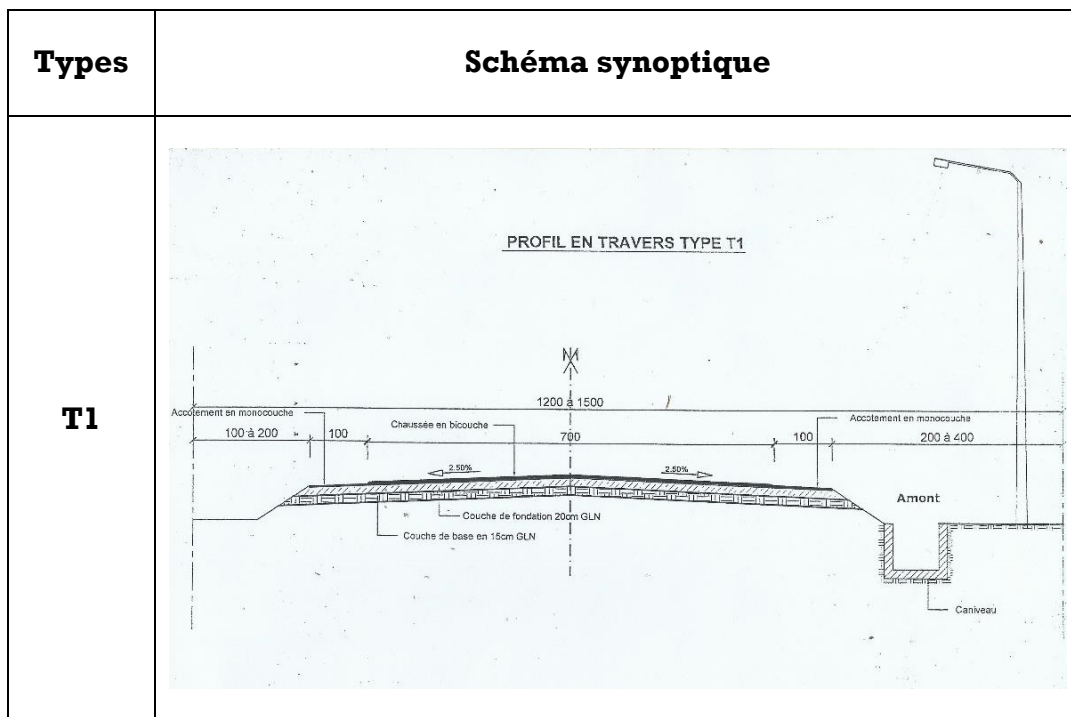 Types
Schéma synoptique
T1
PROFIL EN TRAVERS TYPE T1
1200 à 1500
Accotement en monocouche
Chaussée en bicouche
Accotement en monocouche
100 à 200
100
700
100
200 à 400
2.50%
2.50%
Amont
Couche de fondation 20cm GLN
Couche de base en 15cm GLN
Caniveau